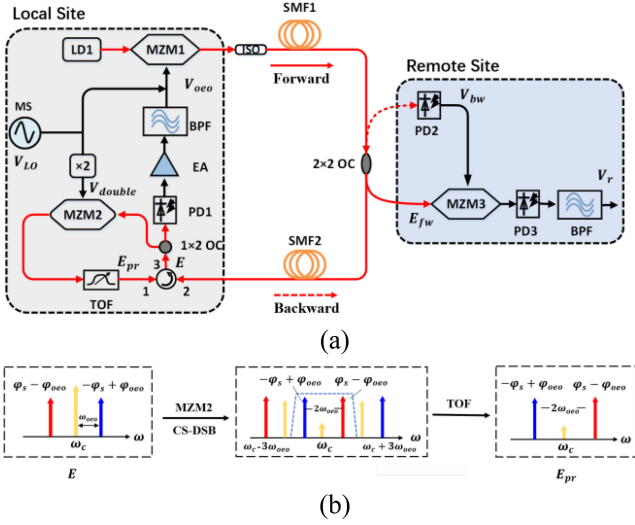 Local Site
LD1
MZM1
ISO
SMF1
Forward
V_oeo
MS
BPF
V_LO
×2
EA
V_double
MZM2
PD1
1×2 OC
E_pr
3
E
TOF
1
2
SMF2
Backward
2×2 OC
Remote Site
PD2
V_bw
E_fw
MZM3
PD3
BPF
V_r
(a)
φ_s − φ_oeo
−φ_s + φ_oeo
ω_oeo
ω_c
ω
E
MZM2
CS-DSB
−φ_s + φ_oeo
φ_s − φ_oeo
−2ω_oeo−
ω
ω_c-3ω_oeo
ω_c
ω_c + 3ω_oeo
TOF
−φ_s + φ_oeo
φ_s − φ_oeo
−2ω_oeo−
ω
ω_c
E_pr
(b)